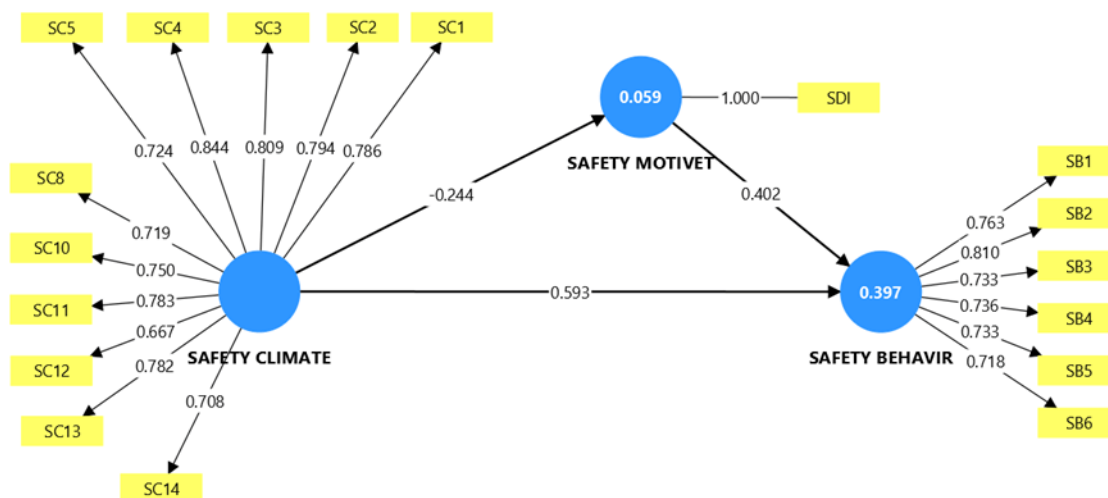 SC5
SC4
SC3
SC2
SC1
0.724
0.844
0.809
0.794
0.786
SC8
0.719
SC10
0.750
SC11
0.783
SC12
0.667
SC13
0.782
SC14
0.708
SAFETY CLIMATE
-0.244
0.593
0.059
SAFETY MOTIVET
1.000
SDI
0.402
0.397
SAFETY BEHAVIR
0.763
SB1
0.810
SB2
0.733
SB3
0.736
SB4
0.733
SB5
0.718
SB6